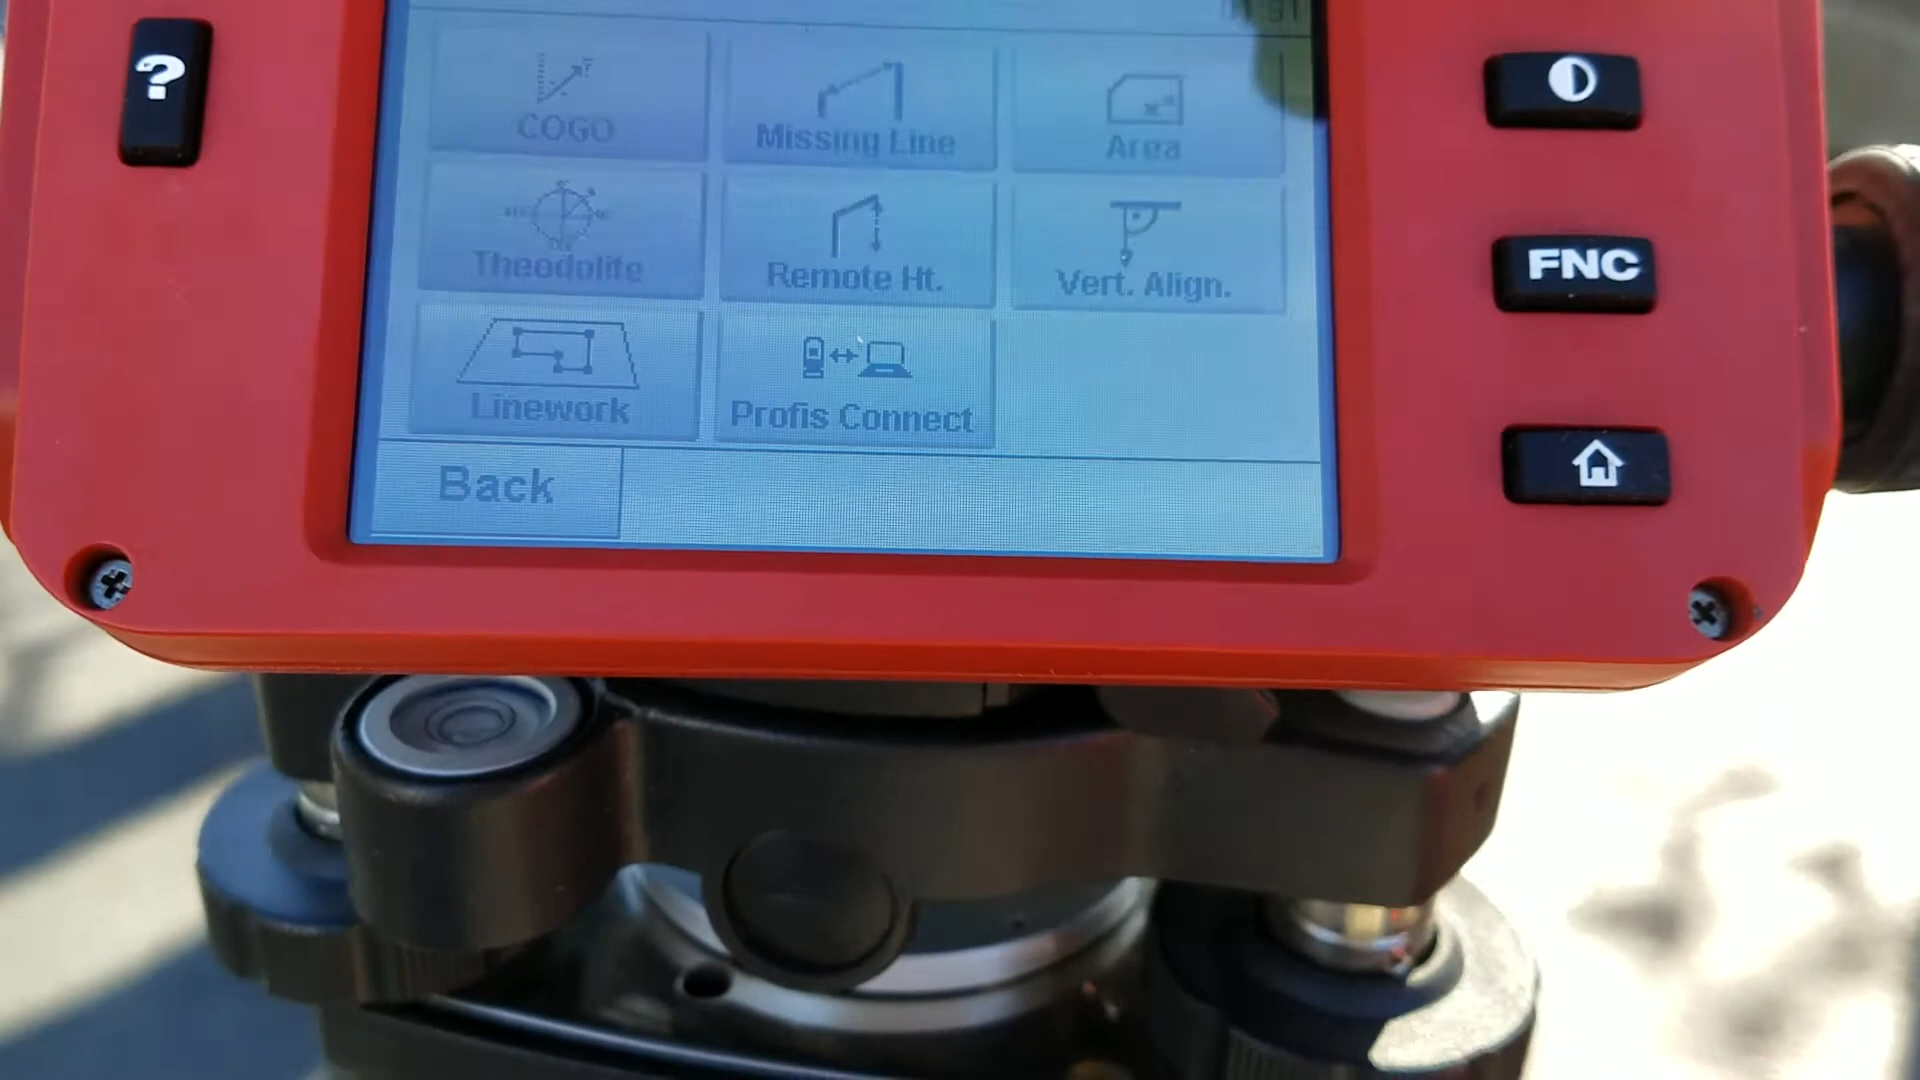 ?
COGO
Missing Line
Area
Theodolite
Remote Ht.
Vert. Align.
FNC
Linework
Profis Connect
Back